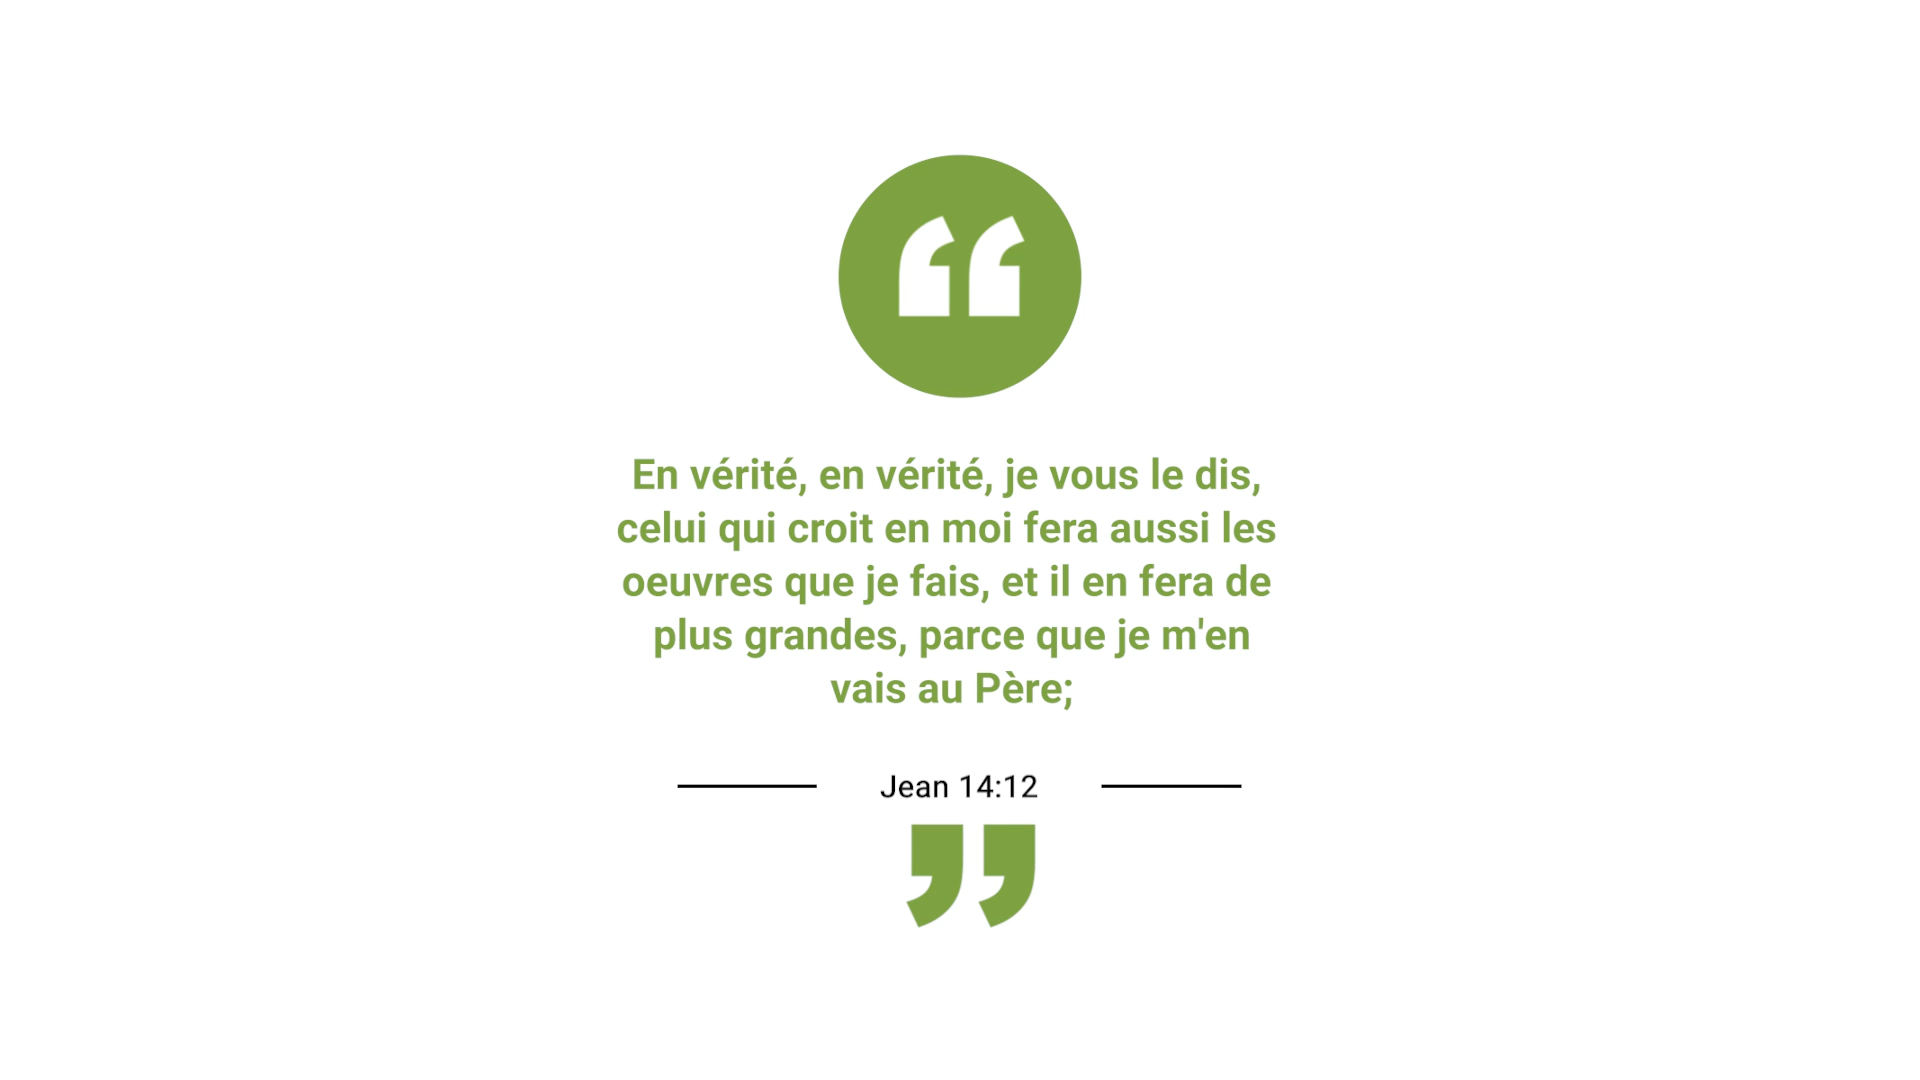 En vérité, en vérité, je vous le dis,
celui qui croit en moi fera aussi les
oeuvres que je fais, et il en fera de
plus grandes, parce que je m'en
vais au Père;
Jean 14:12